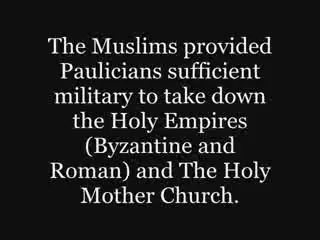 The Muslims provided
Paulicians sufficient
military to take down
the Holy Empires
(Byzantine and
Roman) and The Holy
Mother Church.